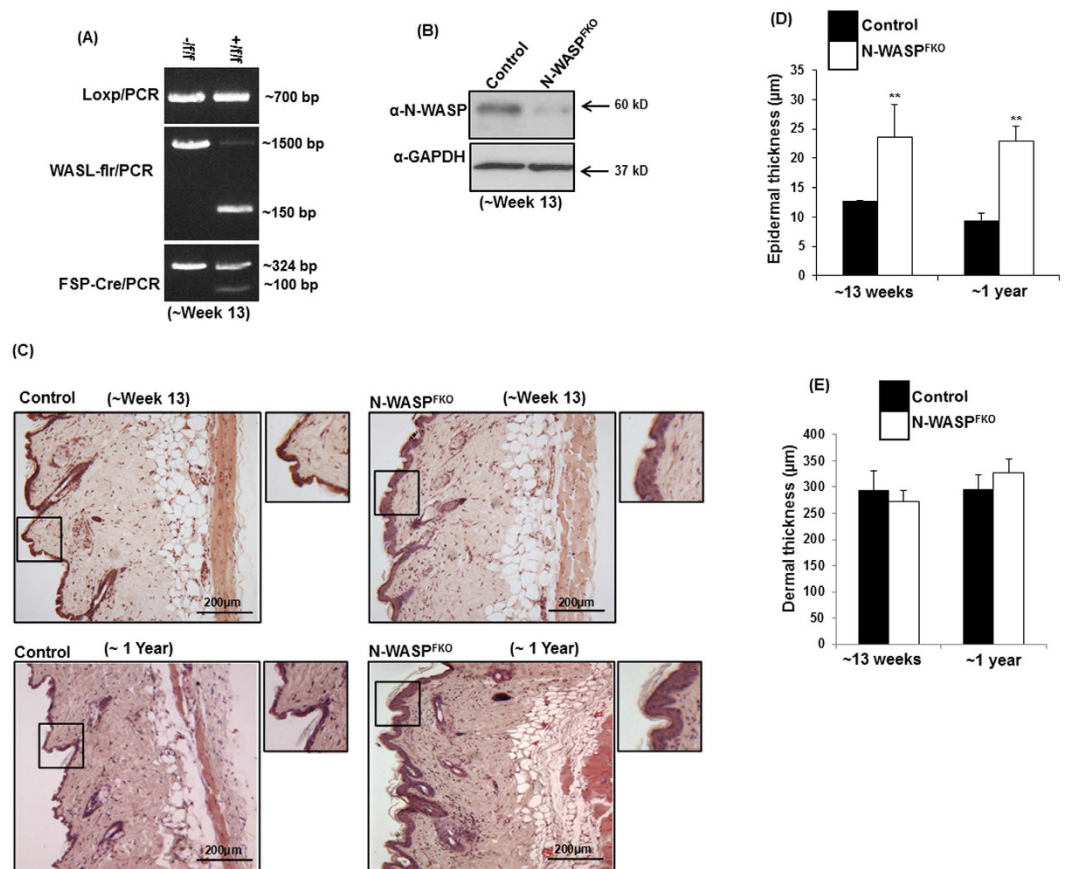 (A)
-/f/f
+/f/f
Loxp/PCR
~700 bp
WASL-flr/PCR
~1500 bp
~150 bp
FSP-Cre/PCR
~324 bp
~100 bp
(~Week 13)
(B)
Control
N-WASPFKO
α-N-WASP
60 kD
α-GAPDH
37 kD
(~Week 13)
(C)
Control (~Week 13)
200µm
N-WASPFKO (~Week 13)
200µm
Control (~ 1 Year)
200µm
N-WASPFKO (~ 1 Year)
200µm
(D)
Control
N-WASPFKO
Epidermal thickness (µm)
35
30
25
20
15
10
5
0
**
**
~13 weeks
~1 year
(E)
Control
N-WASPFKO
Dermal thickness (µm)
400
350
300
250
200
150
100
50
0
~13 weeks
~1 year